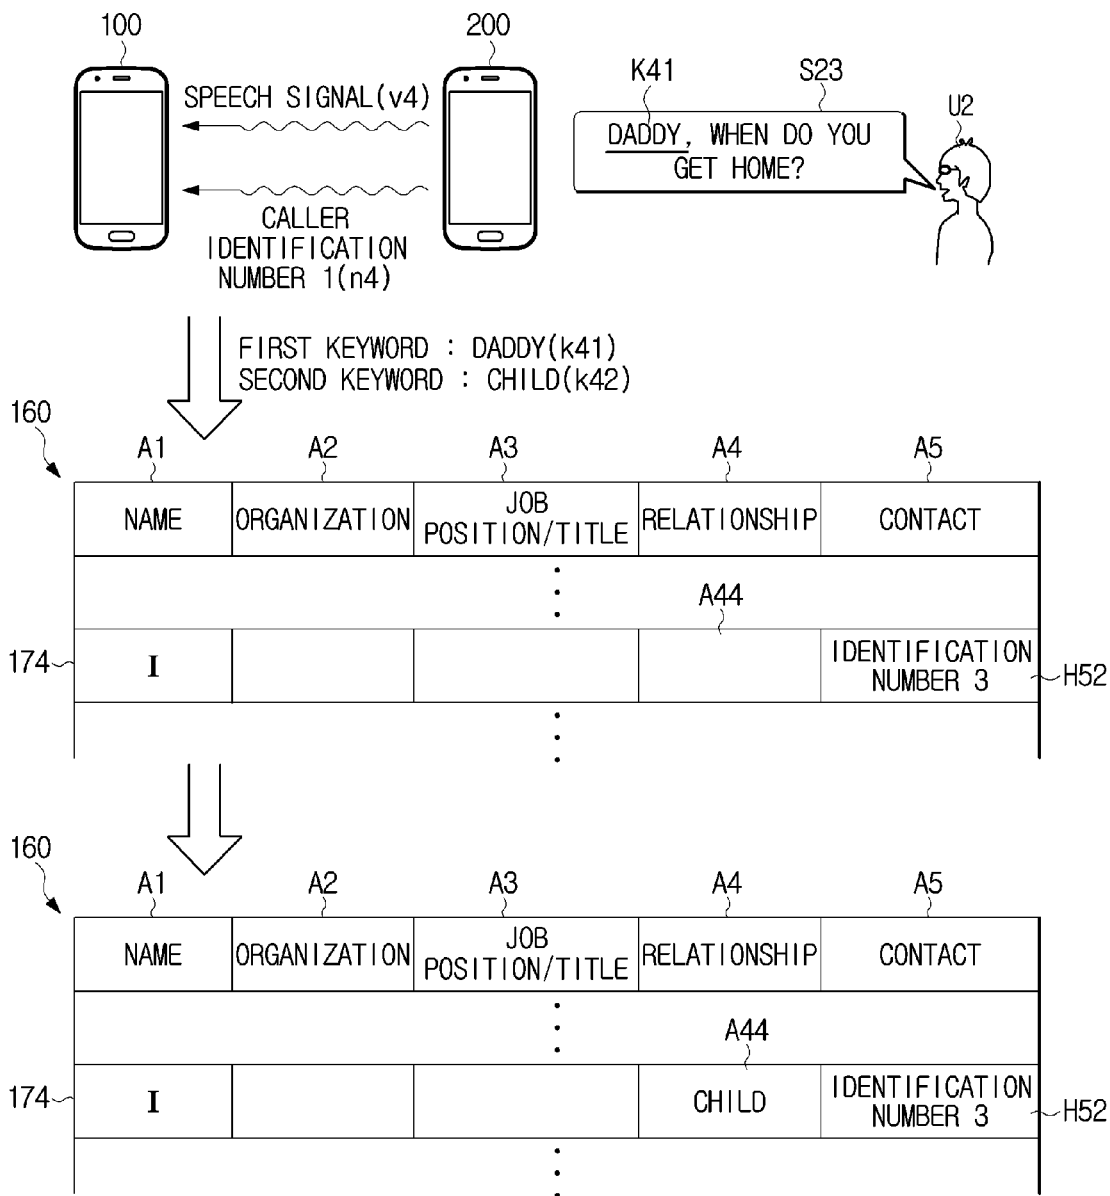 100
200
K41
S23
U2
SPEECH SIGNAL(v4)
DADDY, WHEN DO YOU
GET HOME?
CALLER
IDENTIFICATION
NUMBER 1(n4)
FIRST KEYWORD : DADDY(k41)
SECOND KEYWORD : CHILD(k42)
160
A1 A2 A3 A4 A5
NAME ORGANIZATION JOB POSITION/TITLE RELATIONSHIP CONTACT
A44
174 I IDENTIFICATION NUMBER 3 H52
160
A1 A2 A3 A4 A5
NAME ORGANIZATION JOB POSITION/TITLE RELATIONSHIP CONTACT
A44
174 I CHILD IDENTIFICATION NUMBER 3 H52